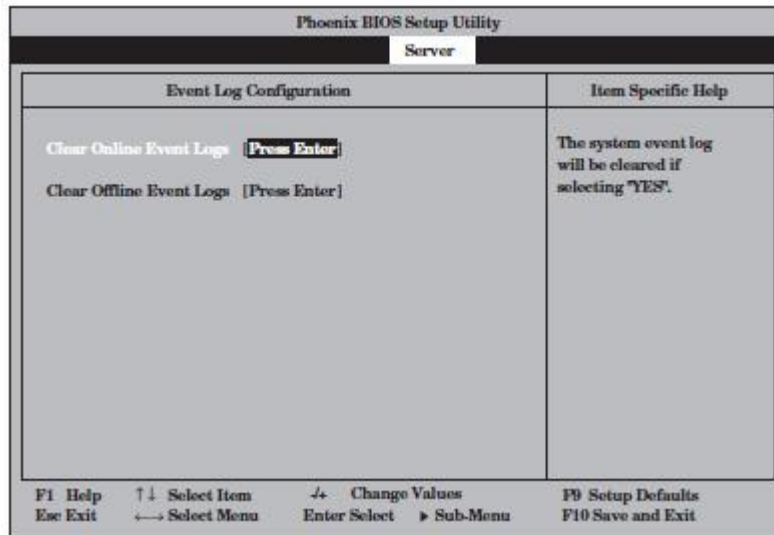 Phoenix BIOS Setup Utility
Server
Event Log Configuration
Item Specific Help
Clear Online Event Logs [Press Enter]
Clear Offline Event Logs [Press Enter]
The system event log
will be cleared if
selecting "YES".
F1 Help ↑↓ Select Item -/+ Change Values F9 Setup Defaults
Esc Exit ←→ Select Menu Enter Select ▶ Sub-Menu F10 Save and Exit